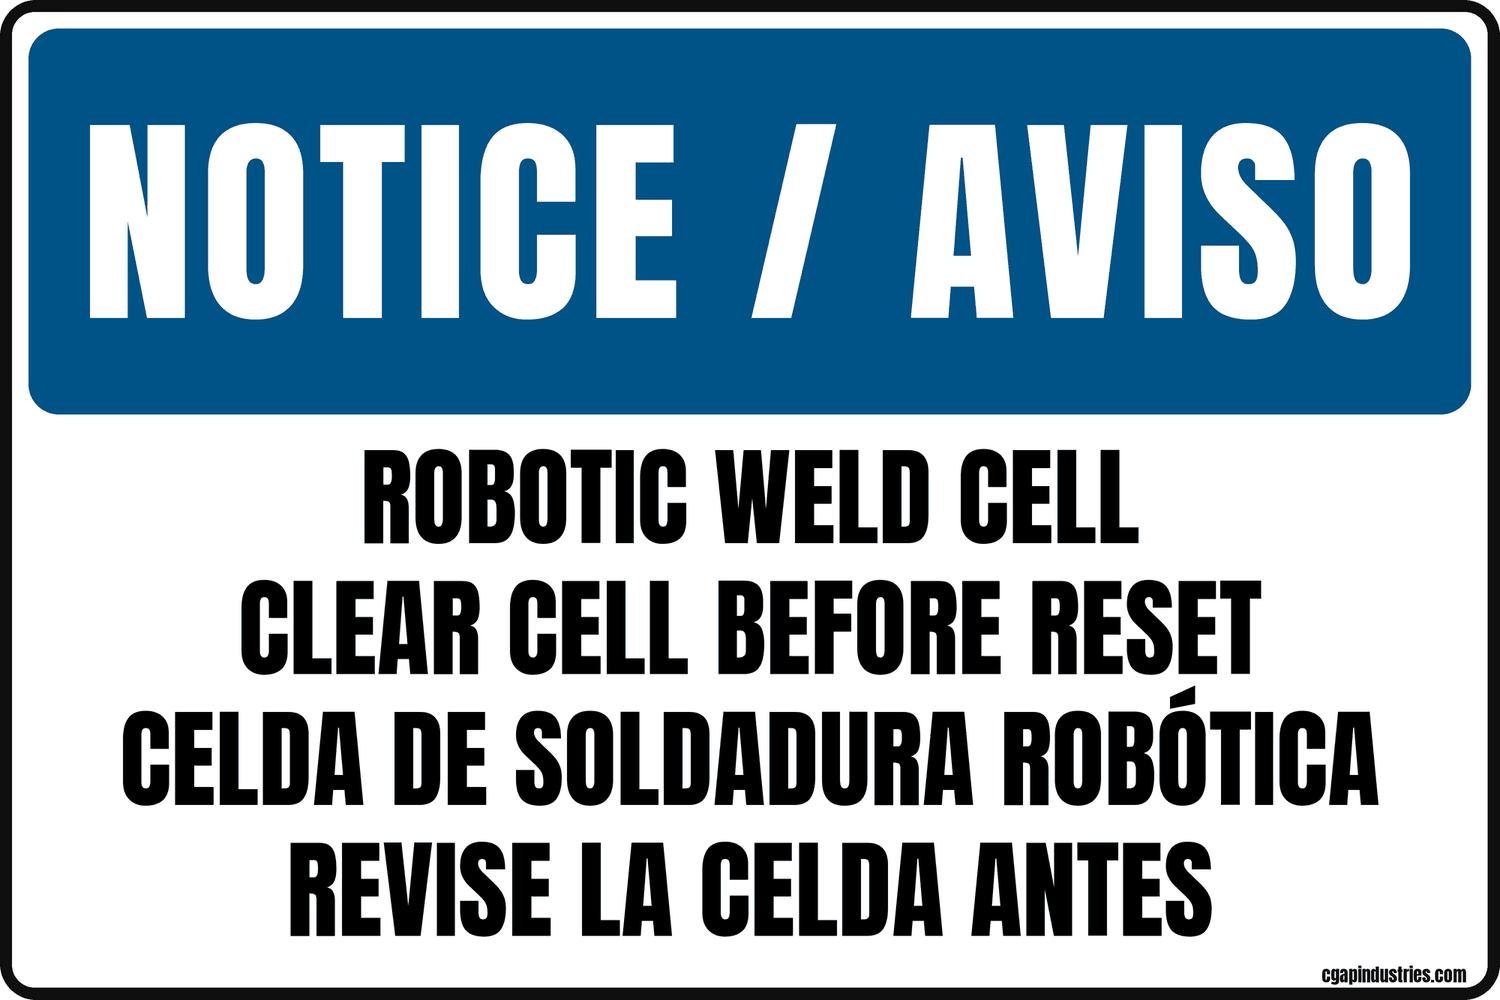 NOTICE / AVISO
ROBOTIC WELD CELL
CLEAR CELL BEFORE RESET
CELDA DE SOLDADURA ROBÓTICA
REVISE LA CELDA ANTES
cgapindustries.com